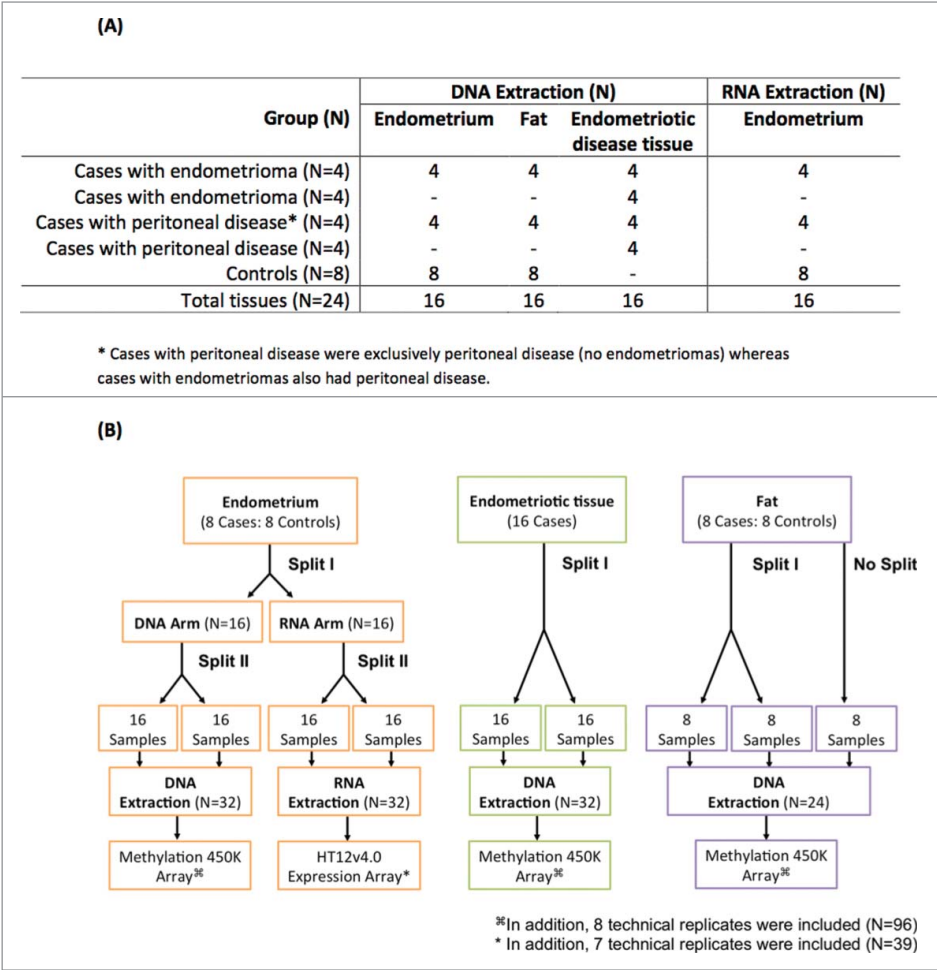 (A)
DNA Extraction (N) RNA Extraction (N)
Group (N) Endometrium Fat Endometriotic disease tissue Endometrium
Cases with endometrioma (N=4) 4 4 4 4
Cases with endometrioma (N=4) - - 4 -
Cases with peritoneal disease* (N=4) 4 4 4 4
Cases with peritoneal disease (N=4) - - 4 -
Controls (N=8) 8 8 - 8
Total tissues (N=24) 16 16 16 16
* Cases with peritoneal disease were exclusively peritoneal disease (no endometriomas) whereas
cases with endometriomas also had peritoneal disease.
(B)
Endometrium
(8 Cases: 8 Controls)
Split I
DNA Arm (N=16)
RNA Arm (N=16)
Split II
Split II
16
Samples
16
Samples
16
Samples
16
Samples
DNA
Extraction (N=32)
RNA
Extraction (N=32)
Methylation 450K
Array⌘
HT12v4.0
Expression Array*
Endometriotic tissue
(16 Cases)
Split I
16
Samples
16
Samples
DNA
Extraction (N=32)
Methylation 450K
Array⌘
Fat
(8 Cases: 8 Controls)
Split I
No Split
8
Samples
8
Samples
8
Samples
DNA
Extraction (N=24)
Methylation 450K
Array⌘
⌘In addition, 8 technical replicates were included (N=96)
* In addition, 7 technical replicates were included (N=39)